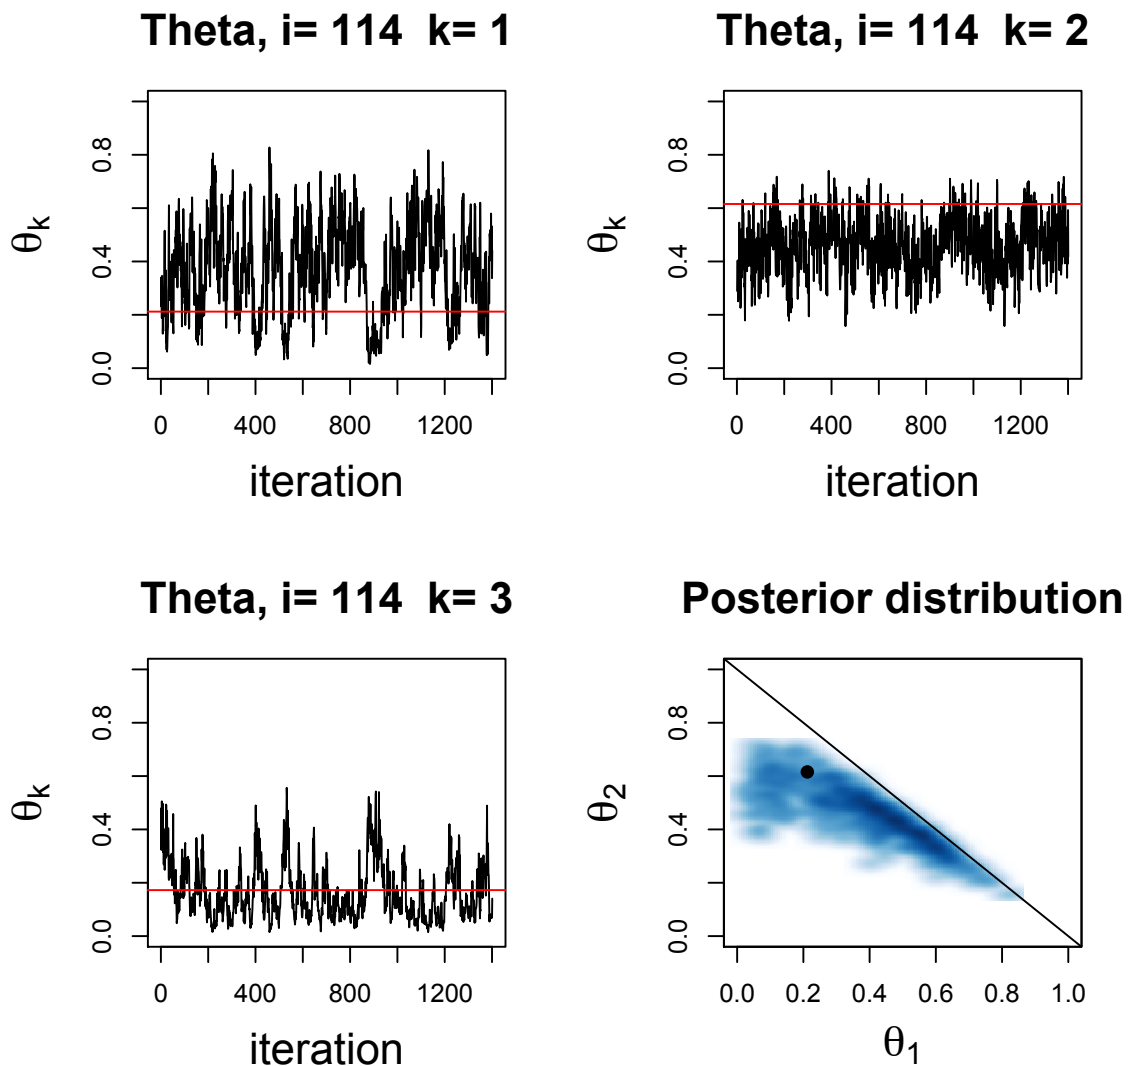 Theta, i= 114 k= 1
θk
0.0 0.4 0.8
0 400 800 1200
iteration
Theta, i= 114 k= 2
θk
0.0 0.4 0.8
0 400 800 1200
iteration
Theta, i= 114 k= 3
θk
0.0 0.4 0.8
0 400 800 1200
iteration
Posterior distribution
θ2
0.0 0.4 0.8
0.0 0.2 0.4 0.6 0.8 1.0
θ1